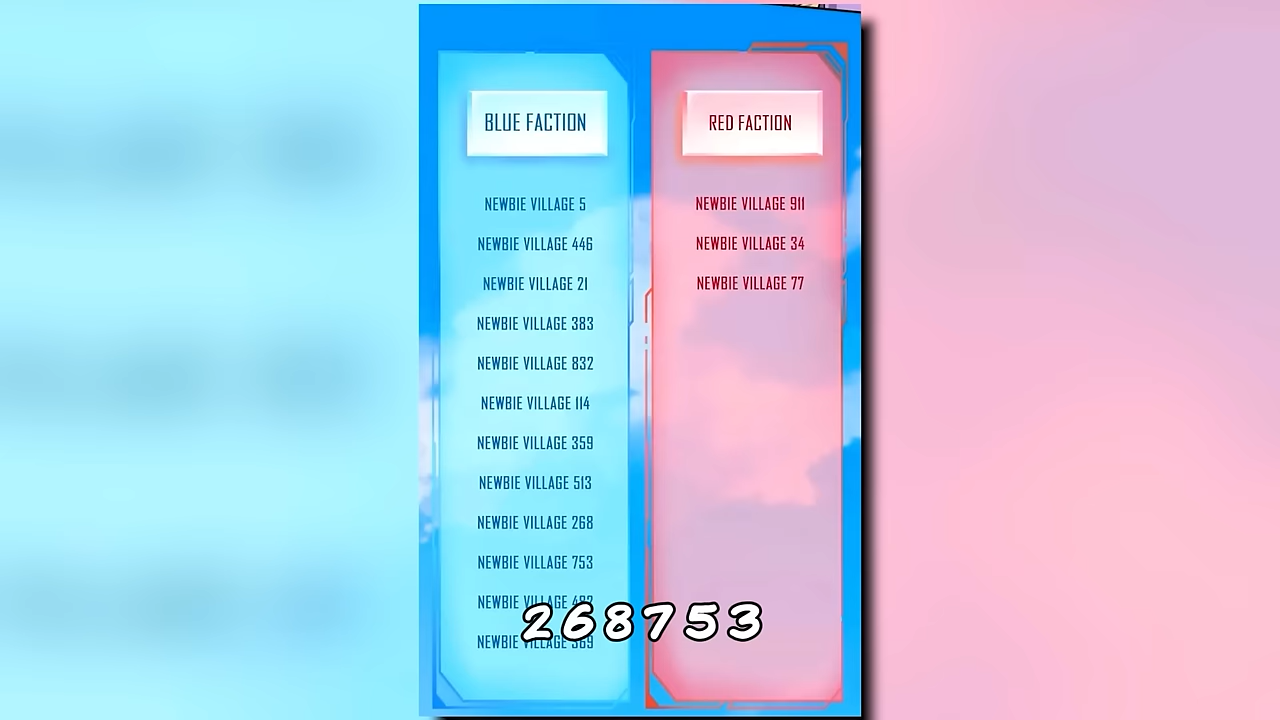 BLUE FACTION
NEWBIE VILLAGE 5
NEWBIE VILLAGE 446
NEWBIE VILLAGE 21
NEWBIE VILLAGE 383
NEWBIE VILLAGE 832
NEWBIE VILLAGE 114
NEWBIE VILLAGE 359
NEWBIE VILLAGE 513
NEWBIE VILLAGE 268
NEWBIE VILLAGE 753
NEWBIE VILLAGE
NEWBIE VILLAGE 369
RED FACTION
NEWBIE VILLAGE 911
NEWBIE VILLAGE 34
NEWBIE VILLAGE 77
268753